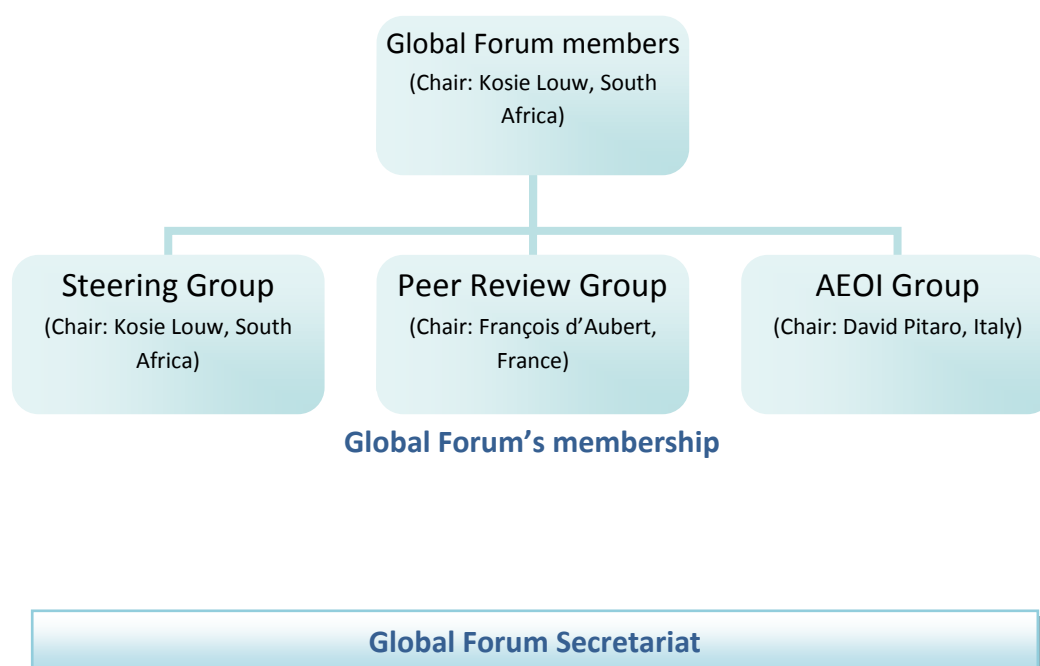 Global Forum members
(Chair: Kosie Louw, South
Africa)
Steering Group
(Chair: Kosie Louw, South
Africa)
Peer Review Group
(Chair: François d’Aubert,
France)
AEOI Group
(Chair: David Pitaro, Italy)
Global Forum’s membership
Global Forum Secretariat